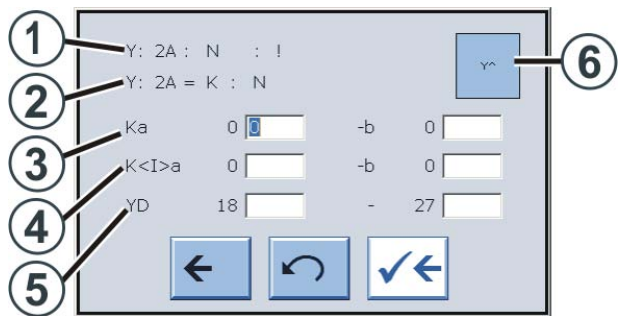 1
Y: 2A : N : !
2
Y: 2A = K : N
Y^
6
3
Ka 0 0 -b 0
4
K<I>a 0 -b 0
5
YD 18 - 27